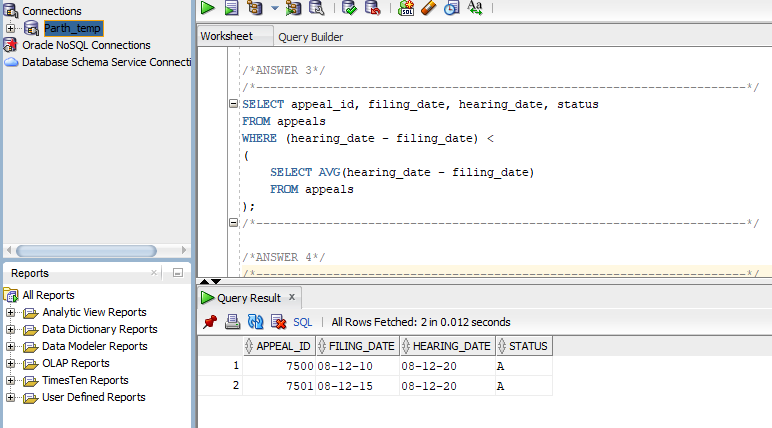 Connections
Parth_temp
Oracle NoSQL Connections
Database Schema Service Connecti
Worksheet Query Builder
/*ANSWER 3*/
/*----------------------------------------------------------------------*/
SELECT appeal_id, filing_date, hearing_date, status
FROM appeals
WHERE (hearing_date - filing_date) <
(
    SELECT AVG(hearing_date - filing_date)
    FROM appeals
);
/*----------------------------------------------------------------------*/
/*ANSWER 4*/
/*----------------------------------------------------------------------*/
Reports
All Reports
Analytic View Reports
Data Dictionary Reports
Data Modeler Reports
OLAP Reports
TimesTen Reports
User Defined Reports
Query Result x
SQL | All Rows Fetched: 2 in 0.012 seconds
APPEAL_ID FILING_DATE HEARING_DATE STATUS
1 7500 08-12-10 08-12-20 A
2 7501 08-12-15 08-12-20 A